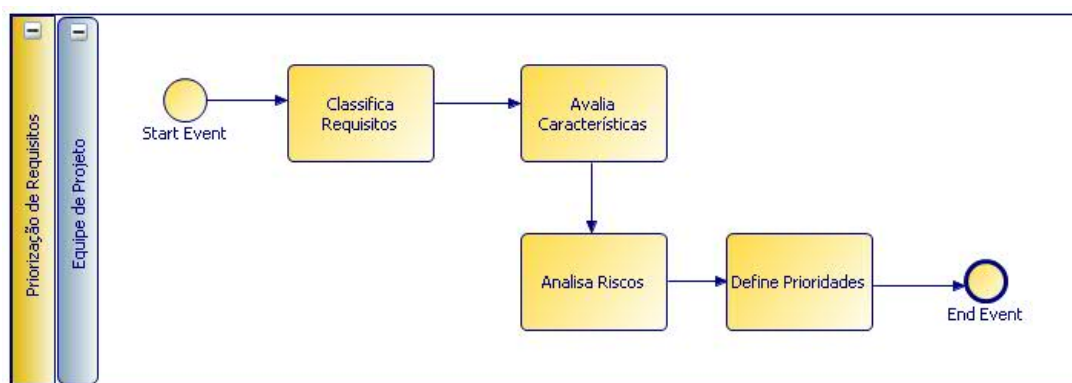 Priorização de Requisitos
Equipe de Projeto
Start Event
Classifica
Requisitos
Avalia
Características
Analisa Riscos
Define Prioridades
End Event